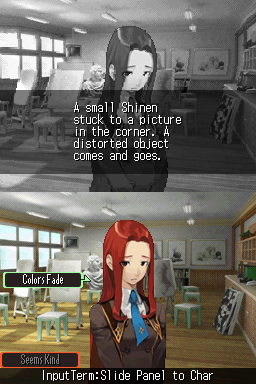 A small Shinen
stuck to a picture
in the corner. A
distorted object
comes and goes.
Colors Fade
Seems Kind
InputTerm:Slide Panel to Char